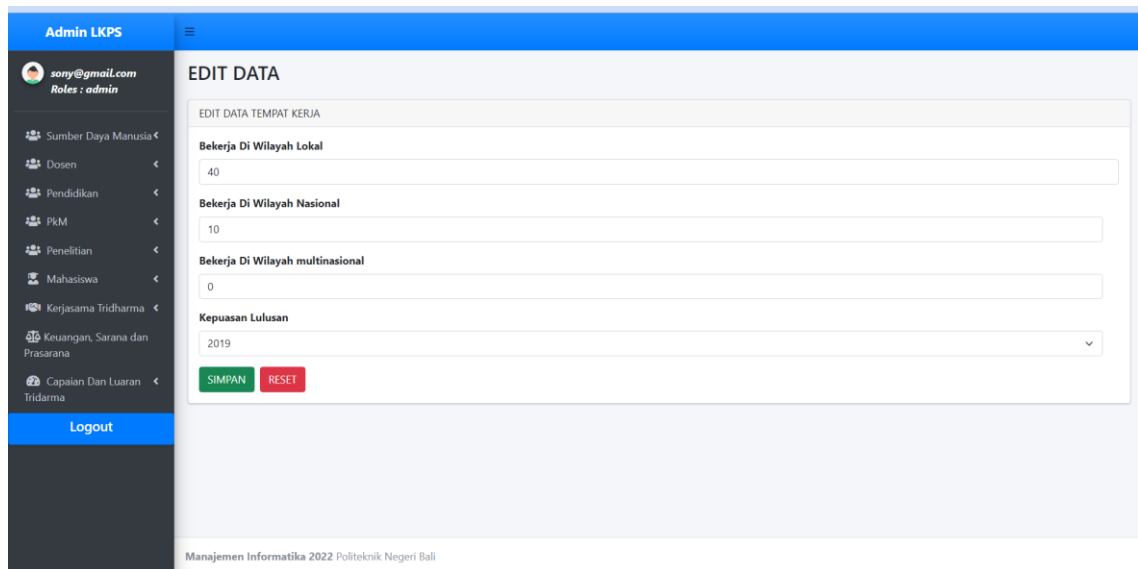 Admin LKPS
sony@gmail.com
Roles : admin
Sumber Daya Manusia
Dosen
Pendidikan
PkM
Penelitian
Mahasiswa
Kerjasama Tridharma
Keuangan, Sarana dan
Prasarana
Capaian Dan Luaran
Tridarma
Logout
EDIT DATA
EDIT DATA TEMPAT KERJA
Bekerja Di Wilayah Lokal
40
Bekerja Di Wilayah Nasional
10
Bekerja Di Wilayah multinasional
0
Kepuasan Lulusan
2019
SIMPAN RESET
Manajemen Informatika 2022 Politeknik Negeri Bali